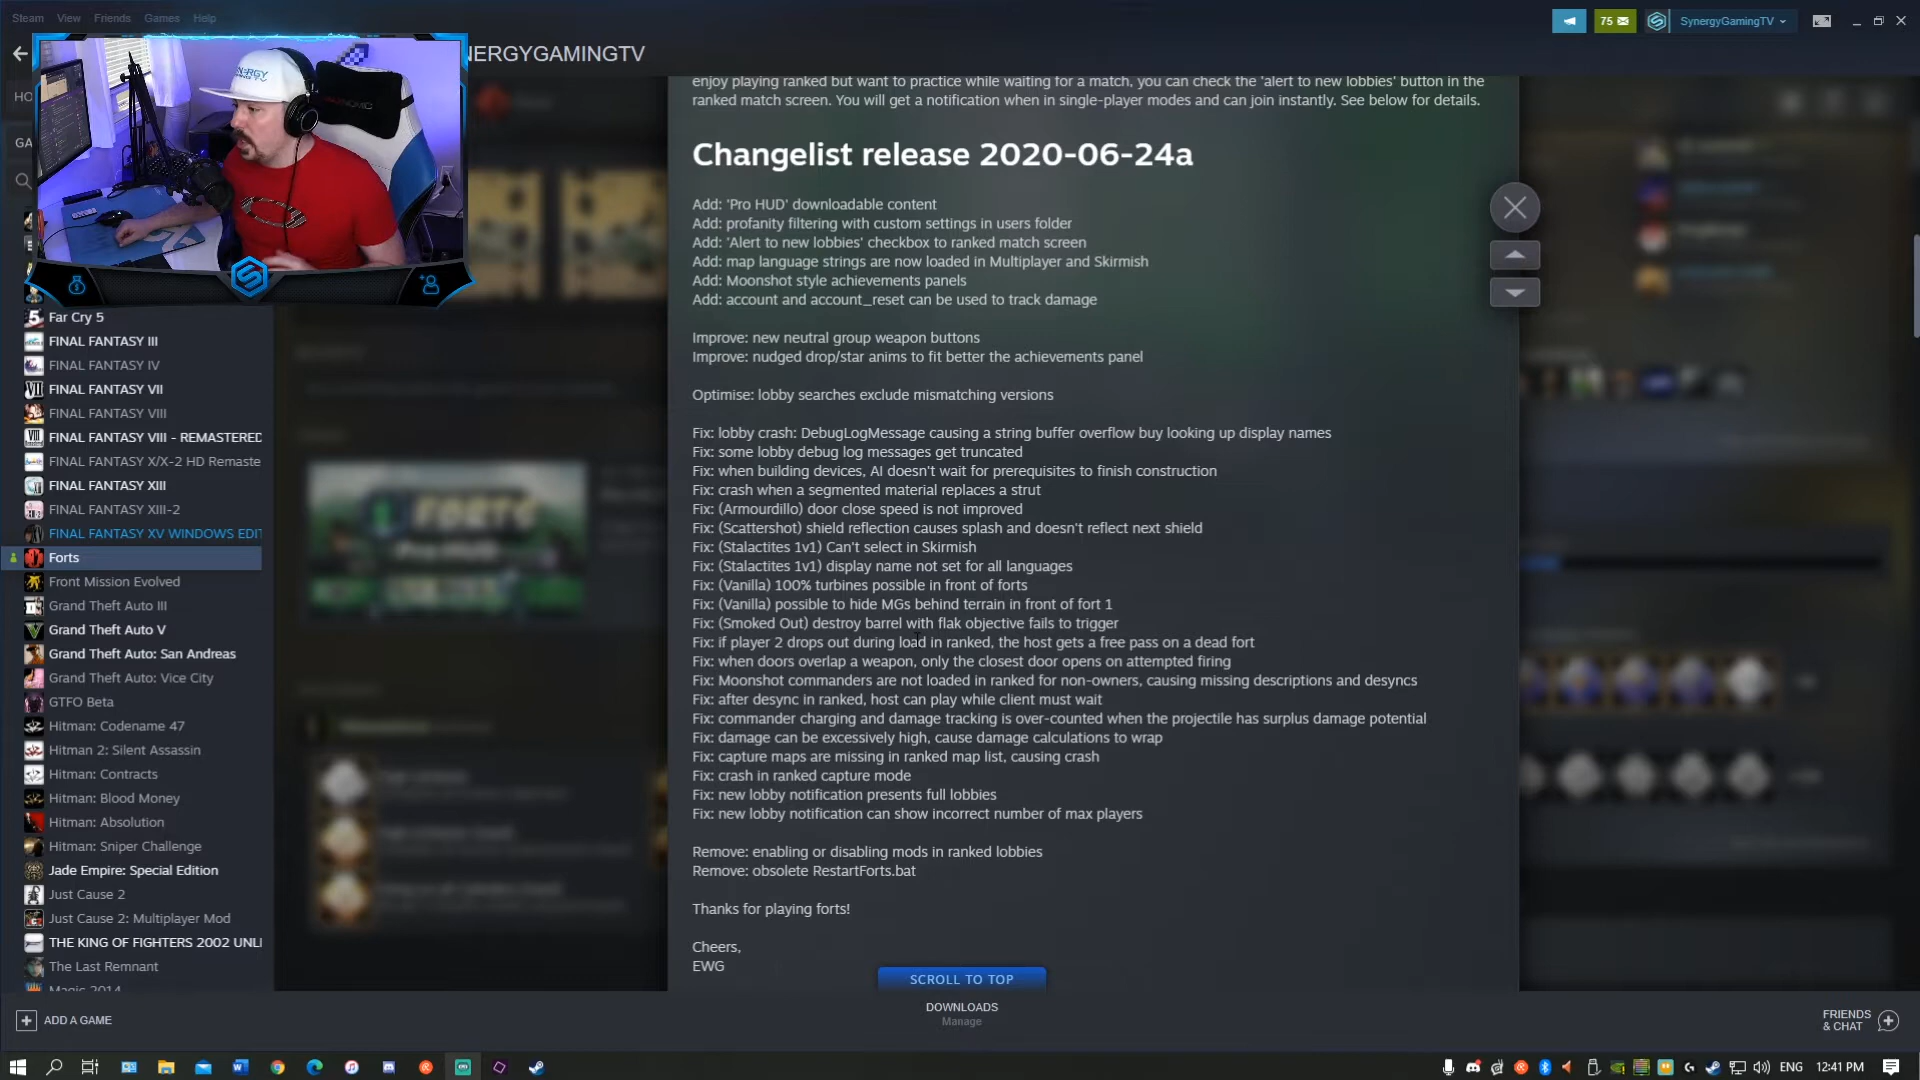 Steam View Friends Games Help
75 SynergyGamingTV
NERGYGAMINGTV
enjoy playing ranked but want to practice while waiting for a match, you can check the 'alert to new lobbies' button in the
ranked match screen. You will get a notification when in single-player modes and can join instantly. See below for details.
Changelist release 2020-06-24a
Add: 'Pro HUD' downloadable content
Add: profanity filtering with custom settings in users folder
Add: 'Alert to new lobbies' checkbox to ranked match screen
Add: map language strings are now loaded in Multiplayer and Skirmish
Add: Moonshot style achievements panels
Add: account and account_reset can be used to track damage
Improve: new neutral group weapon buttons
Improve: nudged drop/star anims to fit better the achievements panel
Optimise: lobby searches exclude mismatching versions
Fix: lobby crash: DebugLogMessage causing a string buffer overflow buy looking up display names
Fix: some lobby debug log messages get truncated
Fix: when building devices, AI doesn't wait for prerequisites to finish construction
Fix: crash when a segmented material replaces a strut
Fix: (Armourdillo) door close speed is not improved
Fix: (Scattershot) shield reflection causes splash and doesn't reflect next shield
Fix: (Stalactites 1v1) Can't select in Skirmish
Fix: (Stalactites 1v1) display name not set for all languages
Fix: (Vanilla) 100% turbines possible in front of forts
Fix: (Vanilla) possible to hide MGs behind terrain in front of fort 1
Fix: (Smoked Out) destroy barrel with flak objective fails to trigger
Fix: if player 2 drops out during load in ranked, the host gets a free pass on a dead fort
Fix: when doors overlap a weapon, only the closest door opens on attempted firing
Fix: Moonshot commanders are not loaded in ranked for non-owners, causing missing descriptions and desyncs
Fix: after desync in ranked, host can play while client must wait
Fix: commander charging and damage tracking is over-counted when the projectile has surplus damage potential
Fix: damage can be excessively high, cause damage calculations to wrap
Fix: capture maps are missing in ranked map list, causing crash
Fix: crash in ranked capture mode
Fix: new lobby notification presents full lobbies
Fix: new lobby notification can show incorrect number of max players
Remove: enabling or disabling mods in ranked lobbies
Remove: obsolete RestartForts.bat
Thanks for playing forts!
Cheers,
EWG
SCROLL TO TOP
HO
GA
Far Cry 5
FINAL FANTASY III
FINAL FANTASY IV
FINAL FANTASY VII
FINAL FANTASY VIII
FINAL FANTASY VIII - REMASTERED
FINAL FANTASY X/X-2 HD Remaste
FINAL FANTASY XIII
FINAL FANTASY XIII-2
FINAL FANTASY XV WINDOWS EDIT
Forts
Front Mission Evolved
Grand Theft Auto III
Grand Theft Auto V
Grand Theft Auto: San Andreas
Grand Theft Auto: Vice City
GTFO Beta
Hitman: Codename 47
Hitman 2: Silent Assassin
Hitman: Contracts
Hitman: Blood Money
Hitman: Absolution
Hitman: Sniper Challenge
Jade Empire: Special Edition
Just Cause 2
Just Cause 2: Multiplayer Mod
THE KING OF FIGHTERS 2002 UNLI
The Last Remnant
Magic 2014
FORTS
Pro HUD
ADD A GAME
DOWNLOADS
Manage
FRIENDS
& CHAT
ENG 12:41 PM